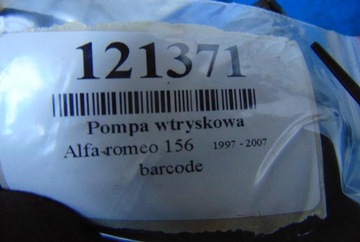 121371
Pompa wtryskowa
Alfa-romeo 156 1997 - 2007
barcode